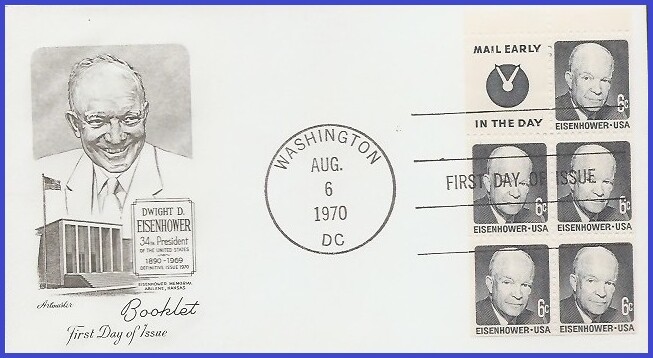 DWIGHT D.
EISENHOWER
34TH President
OF THE UNITED STATES
1890-1969
DEFINITIVE ISSUE 1970
EISENHOWER MEMORIAL
ABILENE, KANSAS
Artmaster
Booklet
First Day of Issue
WASHINGTON
AUG.
6
1970
DC
MAIL EARLY
IN THE DAY
6c
EISENHOWER·USA
FIRST DAY OF ISSUE
6c
EISENHOWER·USA
6c
EISENHOWER·USA
6c
EISENHOWER·USA
6c
EISENHOWER·USA